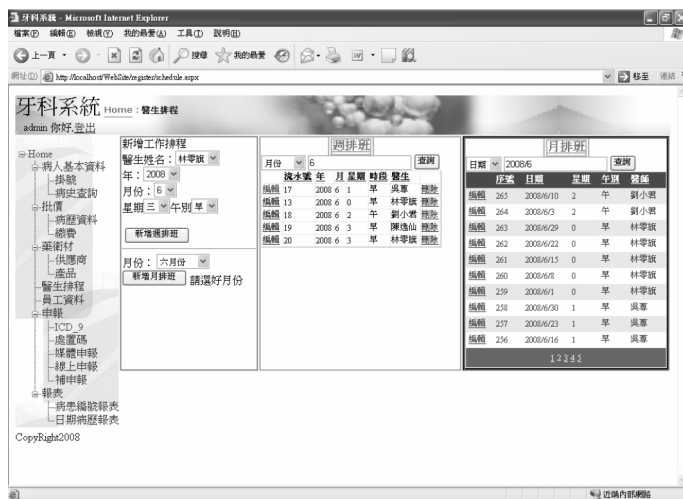 牙科系統 - Microsoft Internet Explorer
檔案(F) 編輯(E) 檢視(V) 我的最愛(A) 工具(T) 說明(H)
上一頁 搜尋 我的最愛
網址(D) http://localhost/WebSite/register/schedule.aspx 移至 連結
牙科系統 Home : 醫生排程
admin 你好,登出
Home
病人基本資料
掛號
病史查詢
批價
病歷資料
繳費
藥衛材
供應商
產品
醫生排程
員工資料
申報
ICD_9
處置碼
媒體申報
線上申報
補申報
報表
病患編號報表
日期病歷報表
CopyRight2008
新增工作排程
醫生姓名: 林零旗
年: 2008
月份: 6
星期 三 午別 早
新增週排班
月份: 六月份
新增月排班 請選好月份
週排班
月份 6 查詢
流水號 年 月 星期 時段 醫生
編輯 17 2008 6 1 早 吳蓴 刪除
編輯 13 2008 6 0 早 林零旗 刪除
編輯 18 2008 6 2 午 劉小君 刪除
編輯 19 2008 6 3 早 陳逸仙 刪除
編輯 20 2008 6 3 早 林零旗 刪除
月排班
日期 2008/6 查詢
序號 日期 星期 午別 醫師
編輯 265 2008/6/10 2 午 劉小君
編輯 264 2008/6/3 2 午 劉小君
編輯 263 2008/6/29 0 早 林零旗
編輯 262 2008/6/22 0 早 林零旗
編輯 261 2008/6/15 0 早 林零旗
編輯 260 2008/6/8 0 早 林零旗
編輯 259 2008/6/1 0 早 林零旗
編輯 258 2008/6/30 1 早 吳蓴
編輯 257 2008/6/23 1 早 吳蓴
編輯 256 2008/6/16 1 早 吳蓴
1 2 3 4 5
近端內部網路